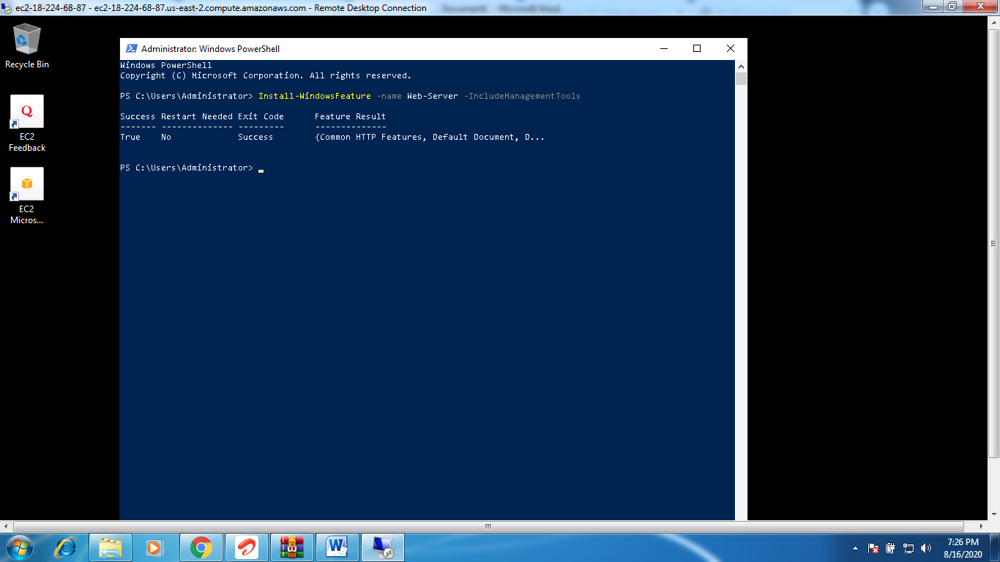 ec2-18-224-68-87 - ec2-18-224-68-87.us-east-2.compute.amazonaws.com - Remote Desktop Connection
Recycle Bin
EC2
Feedback
EC2
Micros...
Administrator: Windows PowerShell
Windows PowerShell
Copyright (C) Microsoft Corporation. All rights reserved.
PS C:\Users\Administrator> Install-WindowsFeature -name Web-Server -IncludeManagementTools
Success Restart Needed Exit Code      Feature Result
------- -------------- ---------      --------------
True    No             Success        {Common HTTP Features, Default Document, D...
PS C:\Users\Administrator>
7:26 PM
8/16/2020